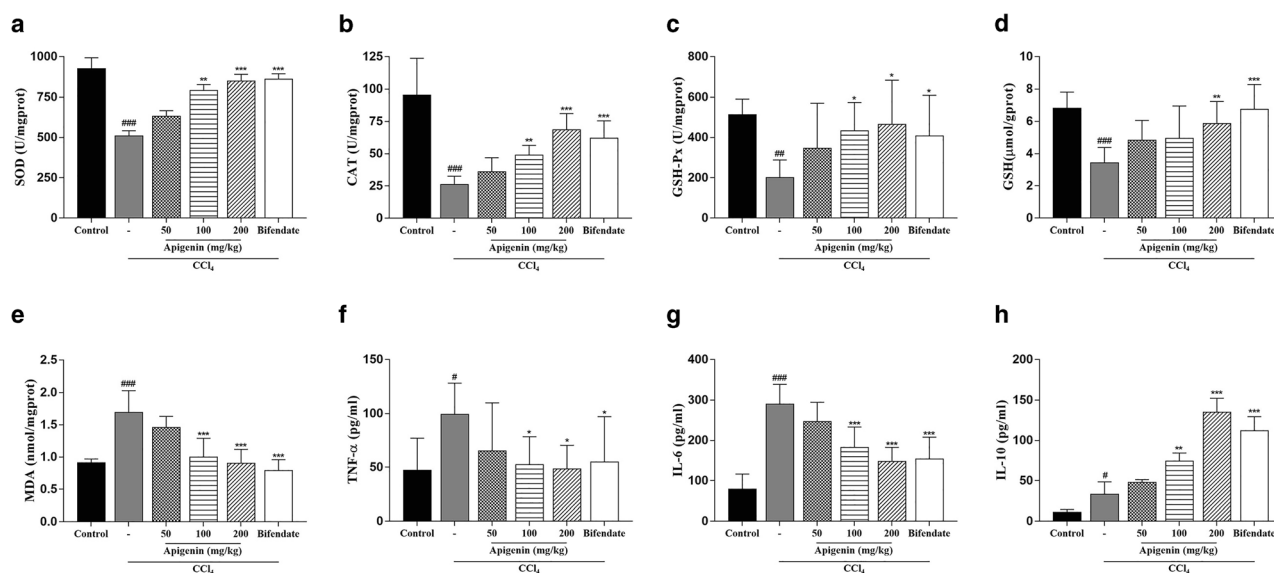 a
SOD (U/mgprot)
1000
750
500
250
0
###
**
***
***
Control
-
50
100
200
Bifendate
Apigenin (mg/kg)
CCl4
b
CAT (U/mgprot)
125
100
75
50
25
0
###
**
***
***
Control
-
50
100
200
Bifendate
Apigenin (mg/kg)
CCl4
c
GSH-Px (U/mgprot)
800
600
400
200
0
##
*
*
*
Control
-
50
100
200
Bifendate
Apigenin (mg/kg)
CCl4
d
GSH(μmol/gprot)
10
8
6
4
2
0
###
**
***
Control
-
50
100
200
Bifendate
Apigenin (mg/kg)
CCl4
e
MDA (nmol/mgprot)
2.5
2.0
1.5
1.0
0.5
0.0
###
***
***
***
Control
-
50
100
200
Bifendate
Apigenin (mg/kg)
CCl4
f
TNF-α (pg/ml)
150
100
50
0
#
*
*
*
Control
-
50
100
200
Bifendate
Apigenin (mg/kg)
CCl4
g
IL-6 (pg/ml)
400
300
200
100
0
###
***
***
***
Control
-
50
100
200
Bifendate
Apigenin (mg/kg)
CCl4
h
IL-10 (pg/ml)
200
150
100
50
0
#
**
***
***
Control
-
50
100
200
Bifendate
Apigenin (mg/kg)
CCl4